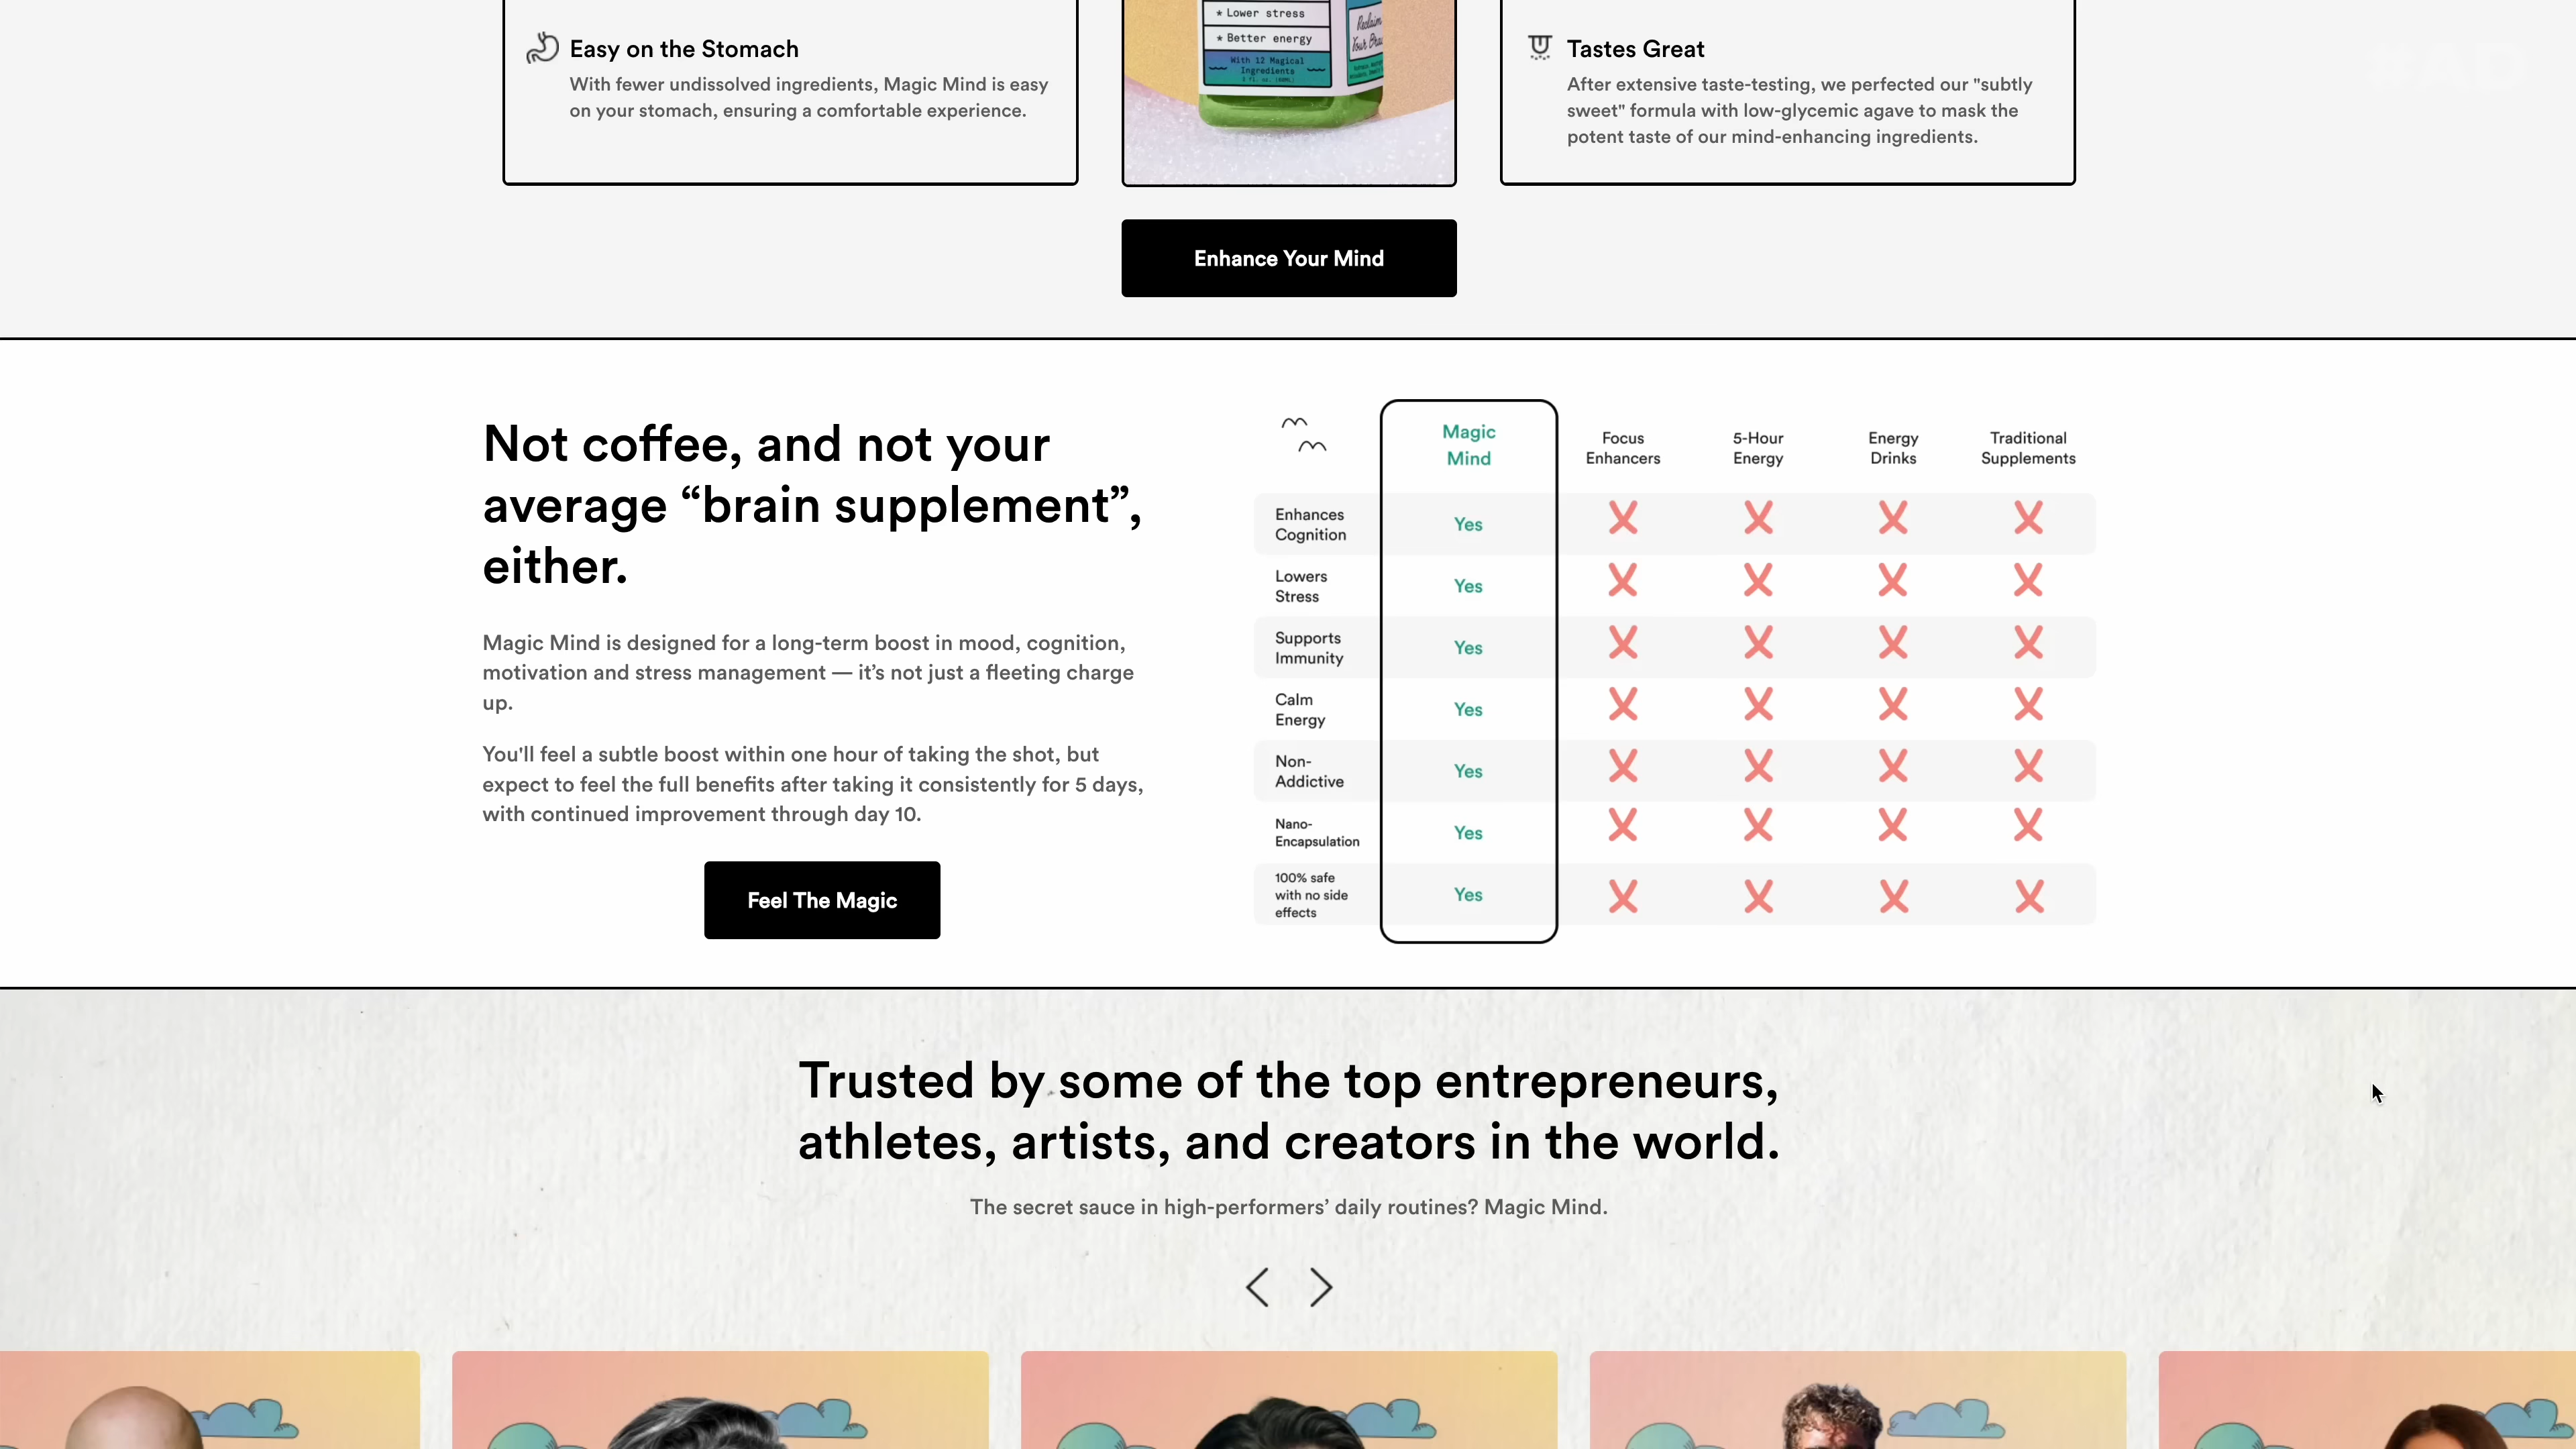 * Lower stress
* Better energy
With 12 Magical
Ingredients
Reclaim
Your
Easy on the Stomach
With fewer undissolved ingredients, Magic Mind is easy
on your stomach, ensuring a comfortable experience.
Tastes Great
After extensive taste-testing, we perfected our "subtly
sweet" formula with low-glycemic agave to mask the
potent taste of our mind-enhancing ingredients.
Enhance Your Mind
Not coffee, and not your
average “brain supplement”,
either.
Magic Mind is designed for a long-term boost in mood, cognition,
motivation and stress management — it’s not just a fleeting charge
up.
You'll feel a subtle boost within one hour of taking the shot, but
expect to feel the full benefits after taking it consistently for 5 days,
with continued improvement through day 10.
Feel The Magic
Magic
Mind
Focus
Enhancers
5-Hour
Energy
Energy
Drinks
Traditional
Supplements
Enhances
Cognition
Yes
Lowers
Stress
Yes
Supports
Immunity
Yes
Calm
Energy
Yes
Non-
Addictive
Yes
Nano-
Encapsulation
Yes
100% safe
with no side
effects
Yes
Trusted by some of the top entrepreneurs,
athletes, artists, and creators in the world.
The secret sauce in high-performers’ daily routines? Magic Mind.